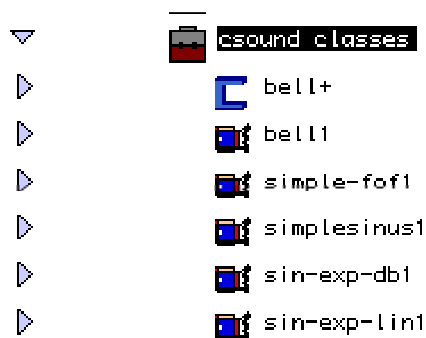 csound classes
bell+
bell1
simple-fof1
simplesinus1
sin-exp-db1
sin-exp-lin1